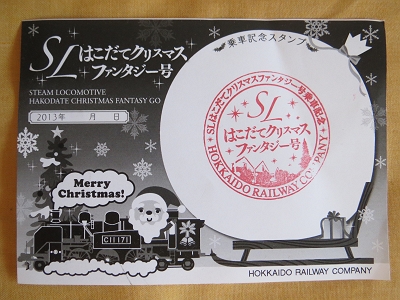 SLはこだてクリスマス
ファンタジー号
STEAM LOCOMOTIVE
HAKODATE CHRISTMAS FANTASY GO
2013年　月　日
乗車記念スタンプ
SLはこだてクリスマスファンタジー号乗車記念
SL
はこだてクリスマス
ファンタジー号
HOKKAIDO RAILWAY COMPANY
Merry
Christmas!
C11171
HOKKAIDO RAILWAY COMPANY